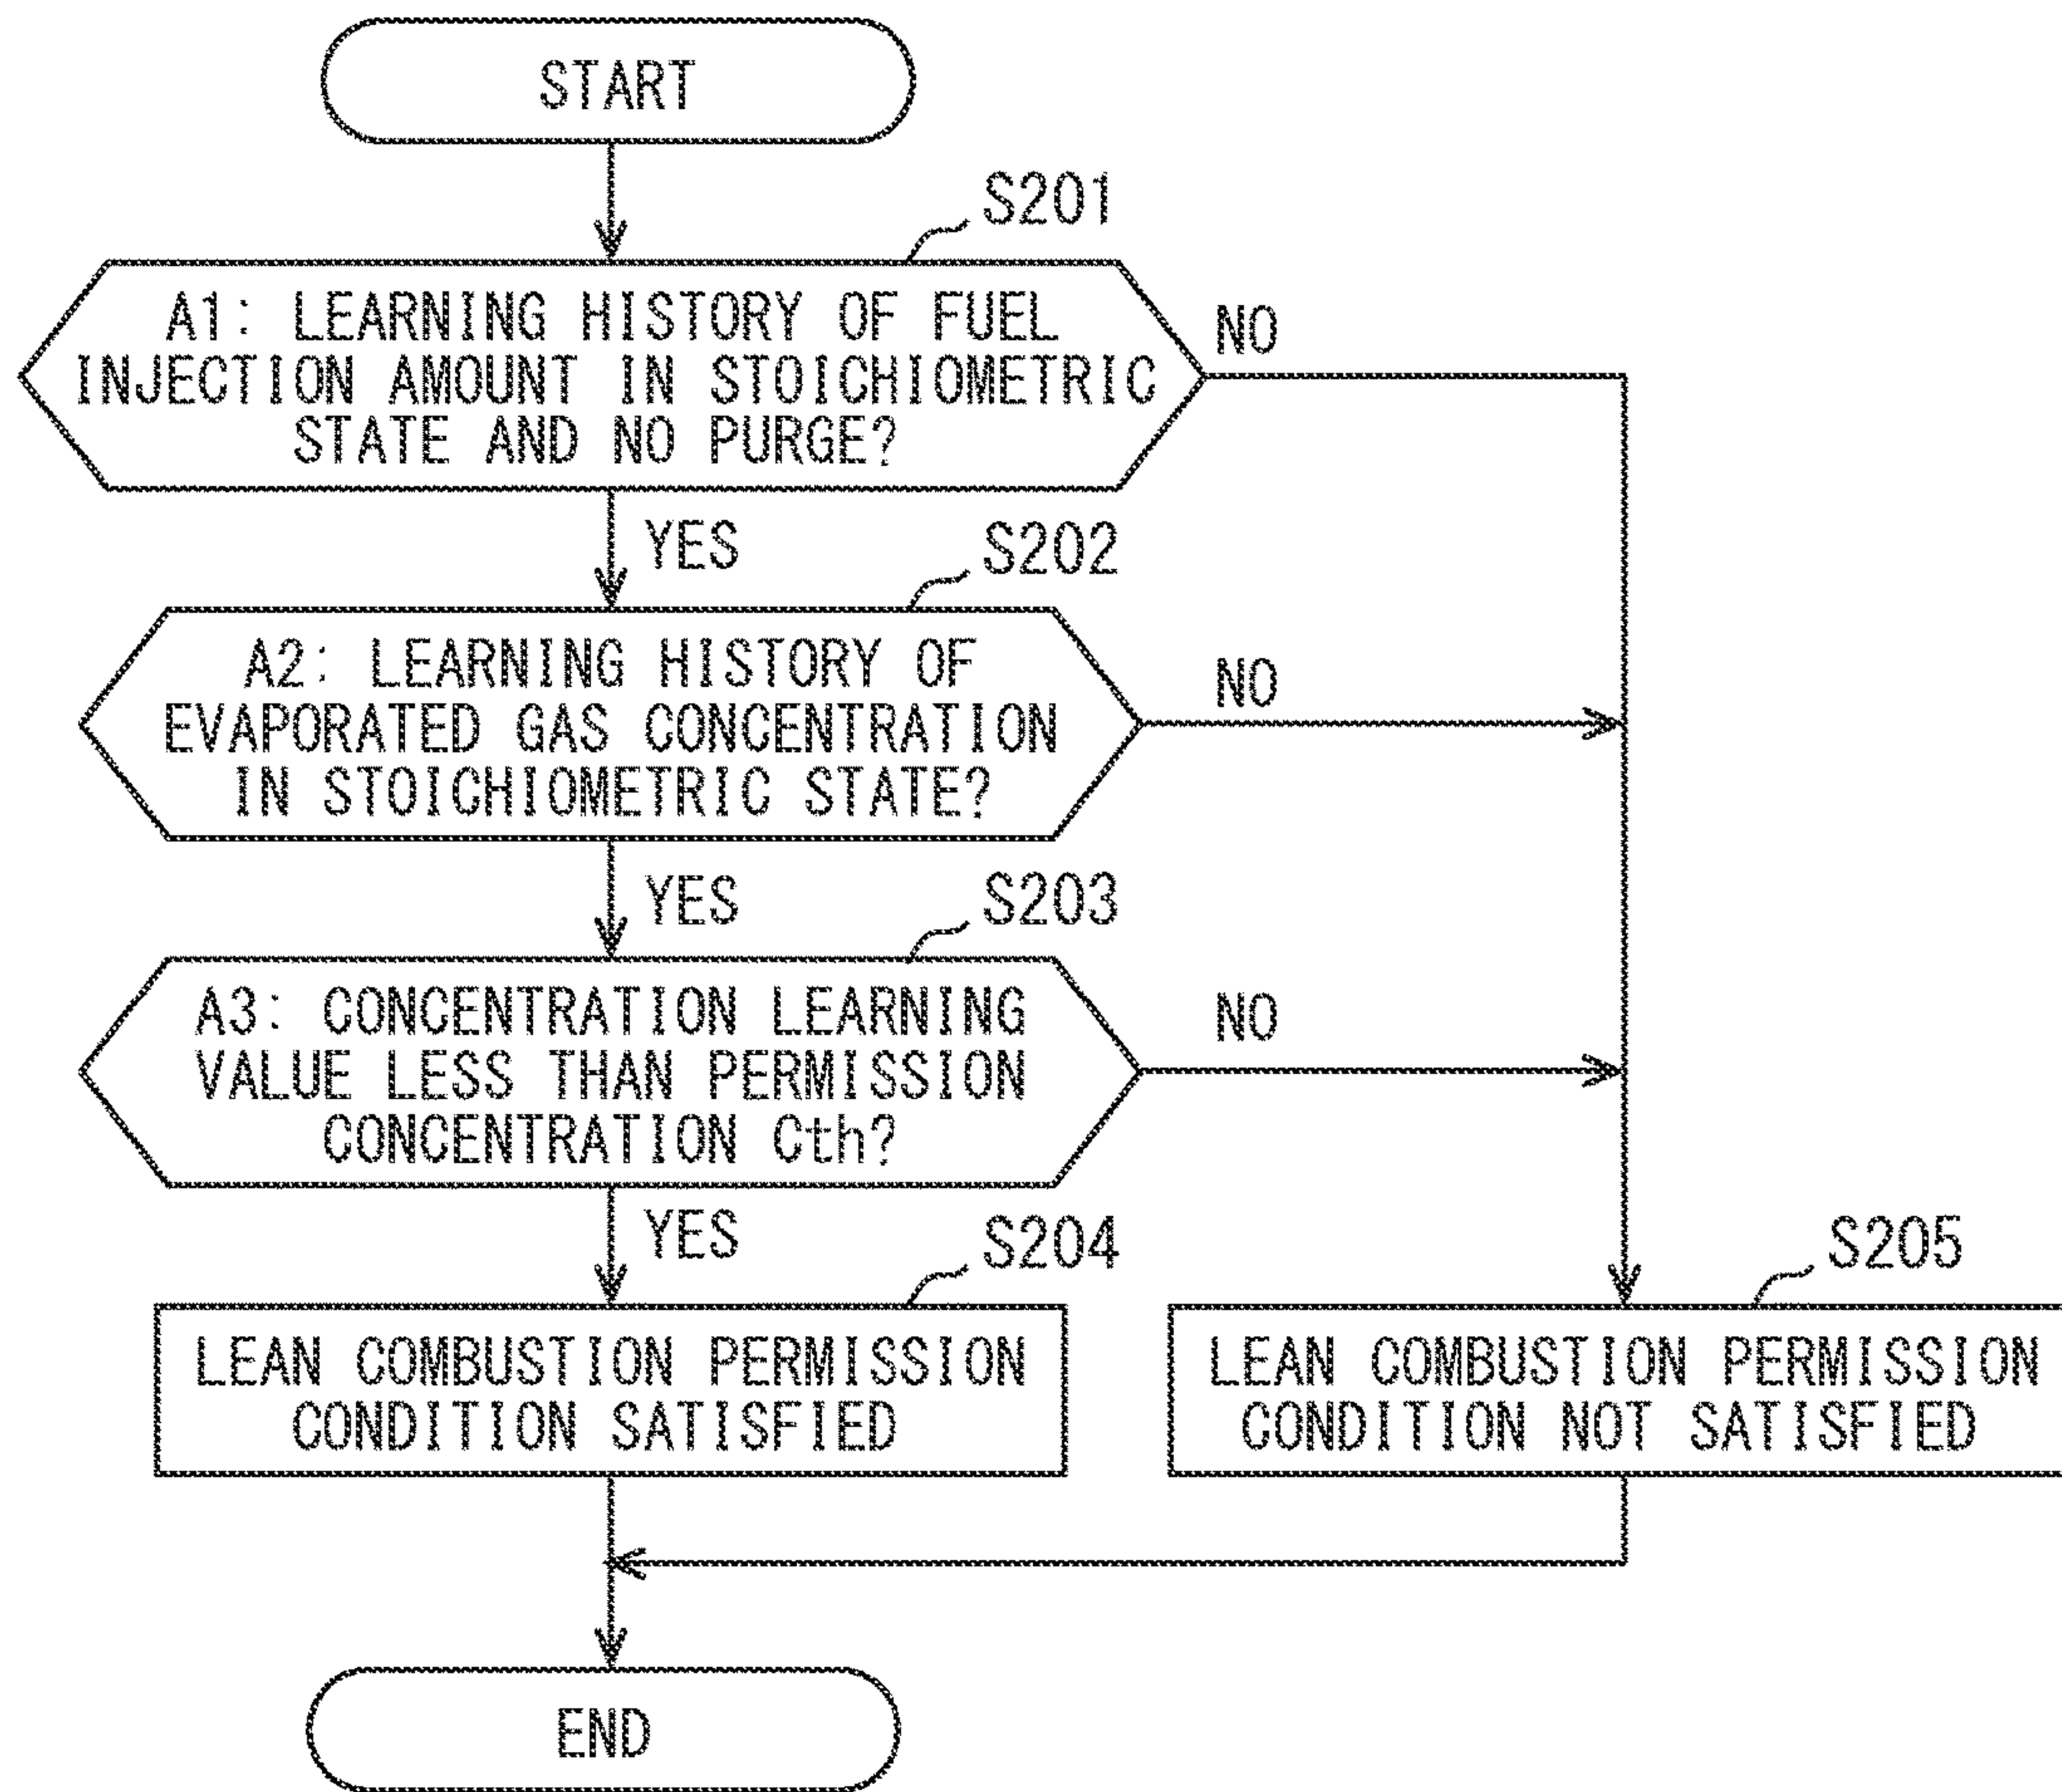 START
S201
A1: LEARNING HISTORY OF FUEL
INJECTION AMOUNT IN STOICHIOMETRIC
STATE AND NO PURGE?
NO
YES
S202
A2: LEARNING HISTORY OF
EVAPORATED GAS CONCENTRATION
IN STOICHIOMETRIC STATE?
NO
YES
S203
A3: CONCENTRATION LEARNING
VALUE LESS THAN PERMISSION
CONCENTRATION Cth?
NO
YES
S204
LEAN COMBUSTION PERMISSION
CONDITION SATISFIED
S205
LEAN COMBUSTION PERMISSION
CONDITION NOT SATISFIED
END